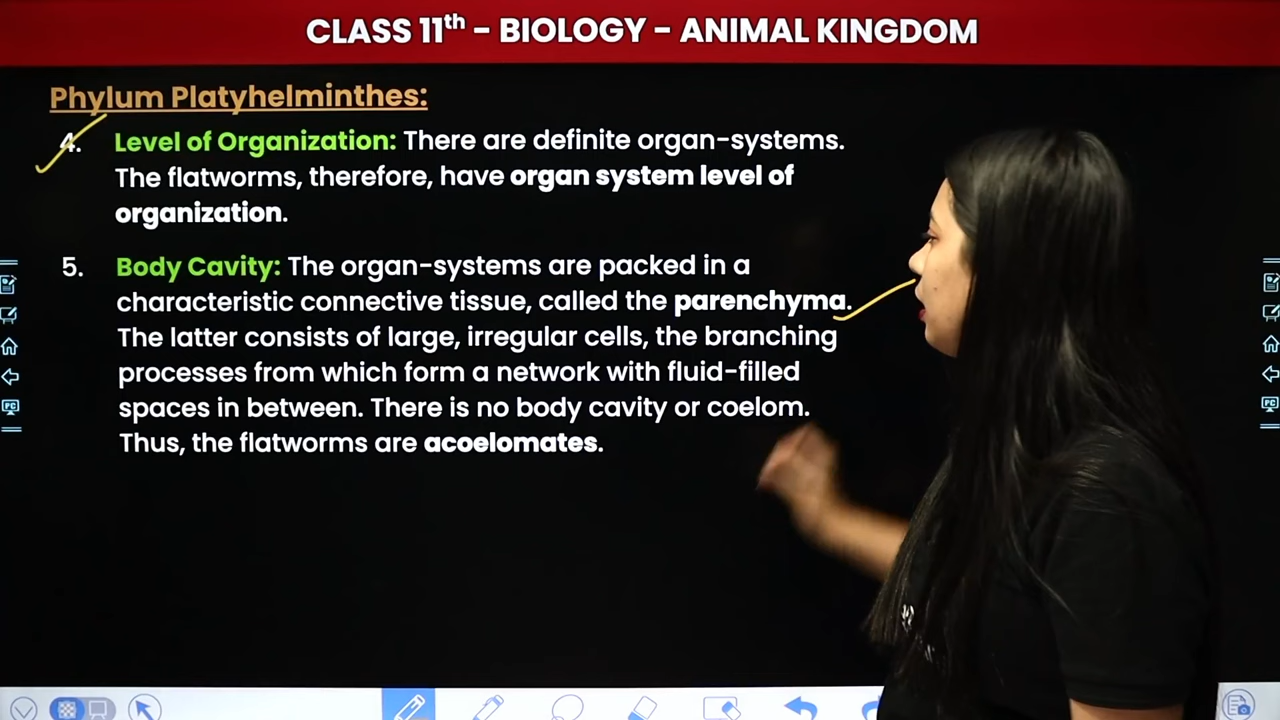 CLASS 11th - BIOLOGY - ANIMAL KINGDOM
Phylum Platyhelminthes:
4. Level of Organization: There are definite organ-systems.
The flatworms, therefore, have organ system level of
organization.
5. Body Cavity: The organ-systems are packed in a
characteristic connective tissue, called the parenchyma.
The latter consists of large, irregular cells, the branching
processes from which form a network with fluid-filled
spaces in between. There is no body cavity or coelom.
Thus, the flatworms are acoelomates.
PC
PC